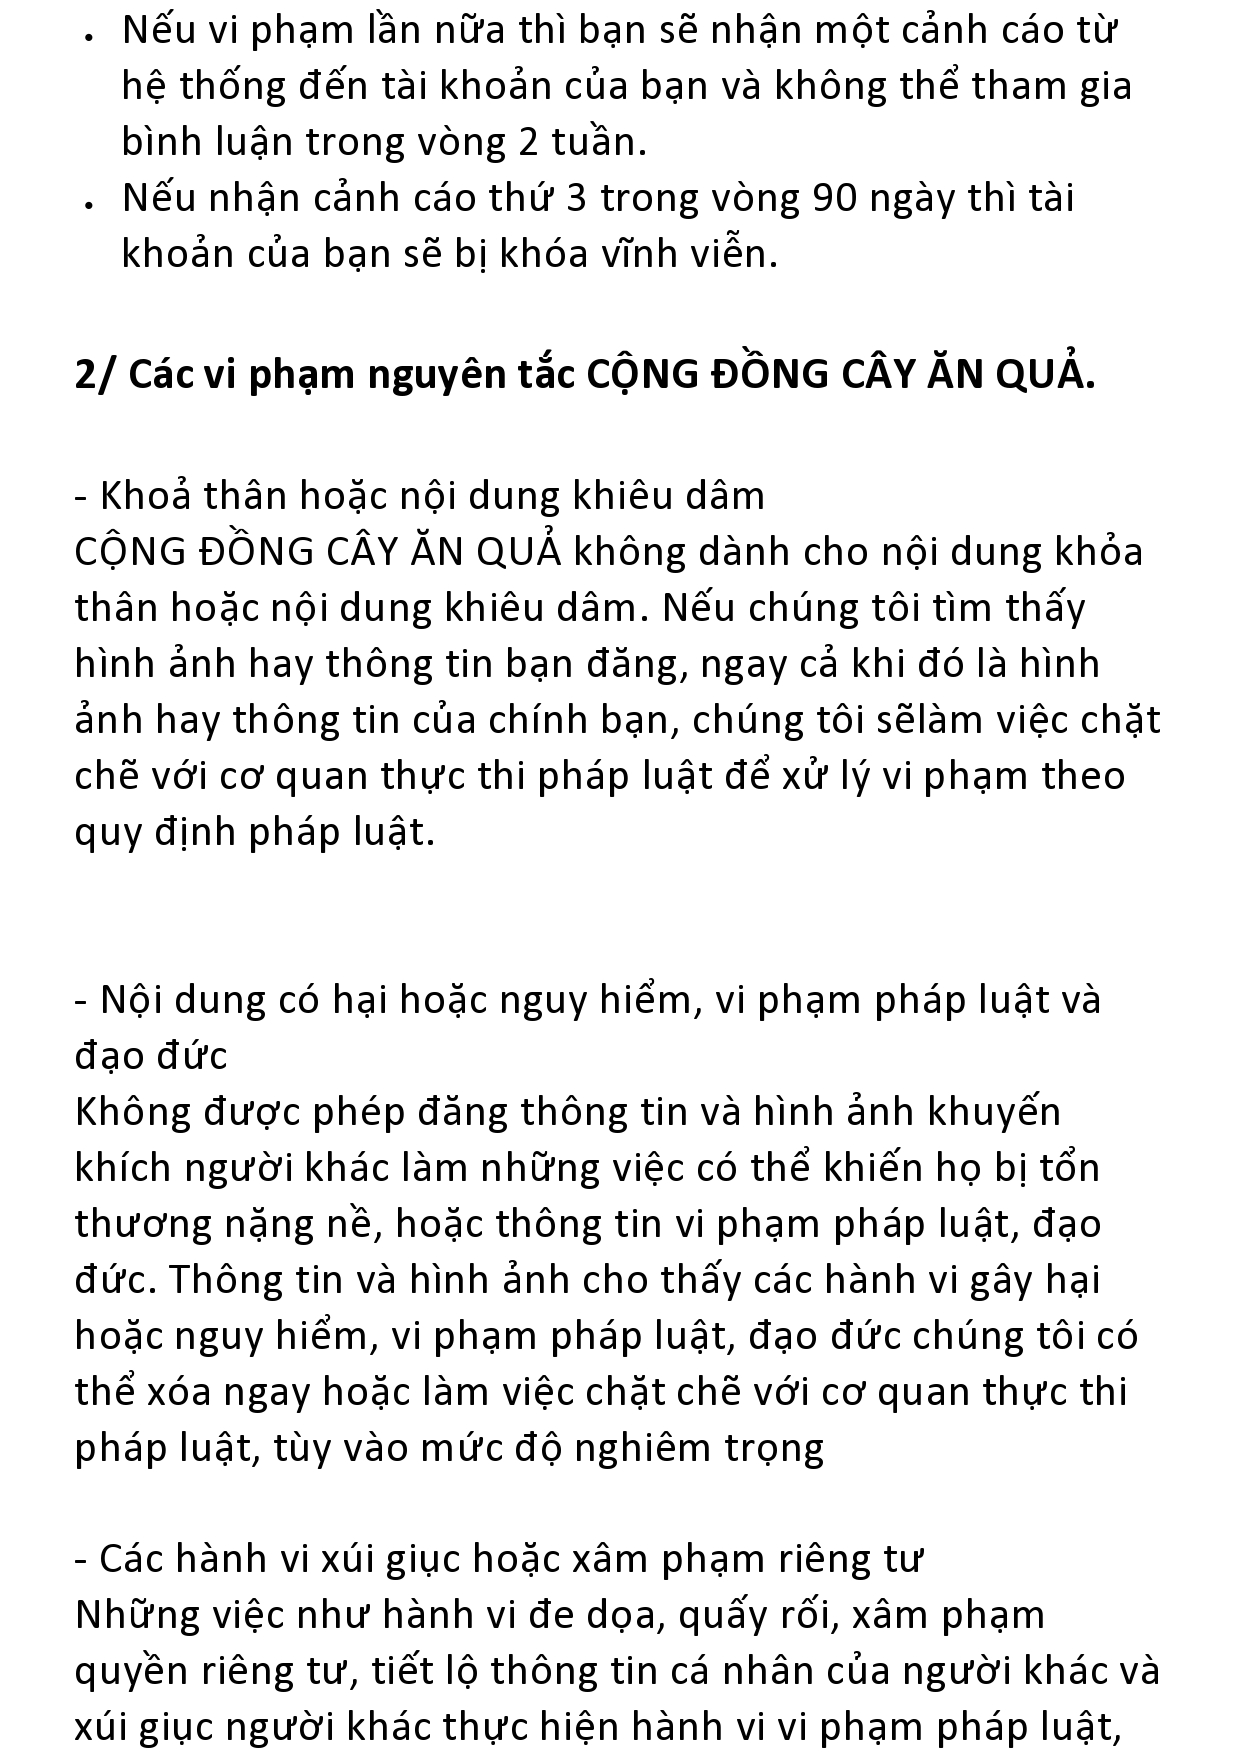 • Nếu vi phạm lần nữa thì bạn sẽ nhận một cảnh cáo từ
hệ thống đến tài khoản của bạn và không thể tham gia
bình luận trong vòng 2 tuần.
• Nếu nhận cảnh cáo thứ 3 trong vòng 90 ngày thì tài
khoản của bạn sẽ bị khóa vĩnh viễn.
2/ Các vi phạm nguyên tắc CỘNG ĐỒNG CÂY ĂN QUẢ.
- Khoả thân hoặc nội dung khiêu dâm
CỘNG ĐỒNG CÂY ĂN QUẢ không dành cho nội dung khỏa
thân hoặc nội dung khiêu dâm. Nếu chúng tôi tìm thấy
hình ảnh hay thông tin bạn đăng, ngay cả khi đó là hình
ảnh hay thông tin của chính bạn, chúng tôi sẽlàm việc chặt
chẽ với cơ quan thực thi pháp luật để xử lý vi phạm theo
quy định pháp luật.
- Nội dung có hại hoặc nguy hiểm, vi phạm pháp luật và
đạo đức
Không được phép đăng thông tin và hình ảnh khuyến
khích người khác làm những việc có thể khiến họ bị tổn
thương nặng nề, hoặc thông tin vi phạm pháp luật, đạo
đức. Thông tin và hình ảnh cho thấy các hành vi gây hại
hoặc nguy hiểm, vi phạm pháp luật, đạo đức chúng tôi có
thể xóa ngay hoặc làm việc chặt chẽ với cơ quan thực thi
pháp luật, tùy vào mức độ nghiêm trọng
- Các hành vi xúi giục hoặc xâm phạm riêng tư
Những việc như hành vi đe dọa, quấy rối, xâm phạm
quyền riêng tư, tiết lộ thông tin cá nhân của người khác và
xúi giục người khác thực hiện hành vi vi phạm pháp luật,